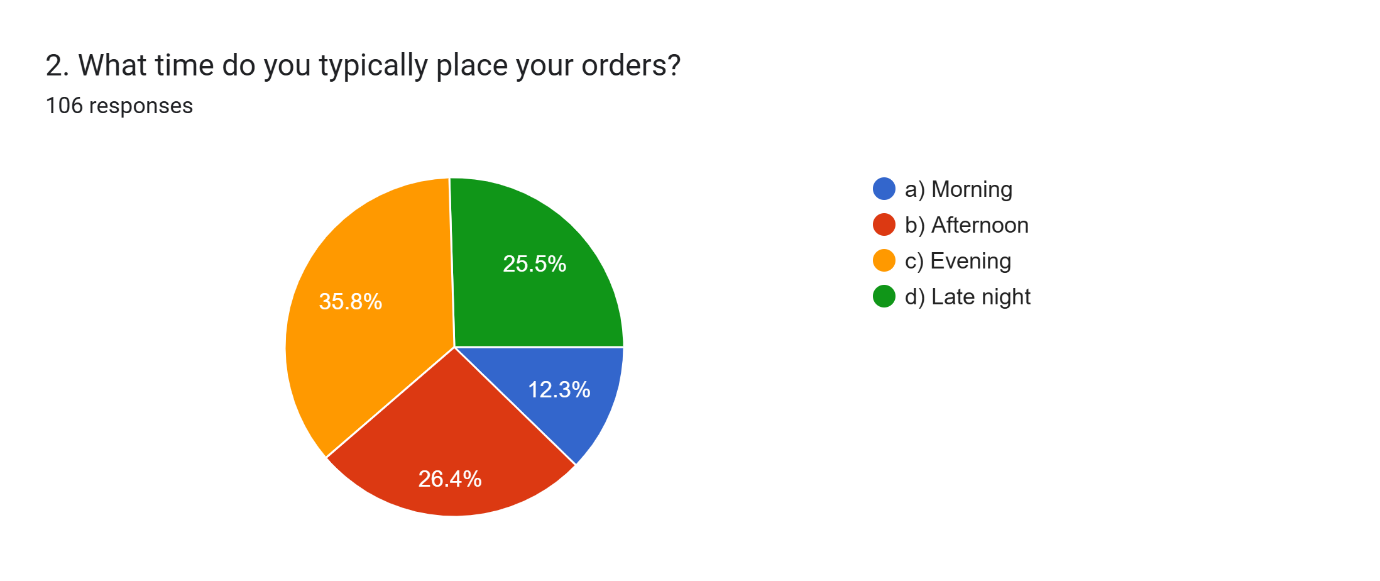 2. What time do you typically place your orders?
106 responses
25.5%
35.8%
12.3%
26.4%
a) Morning
b) Afternoon
c) Evening
d) Late night